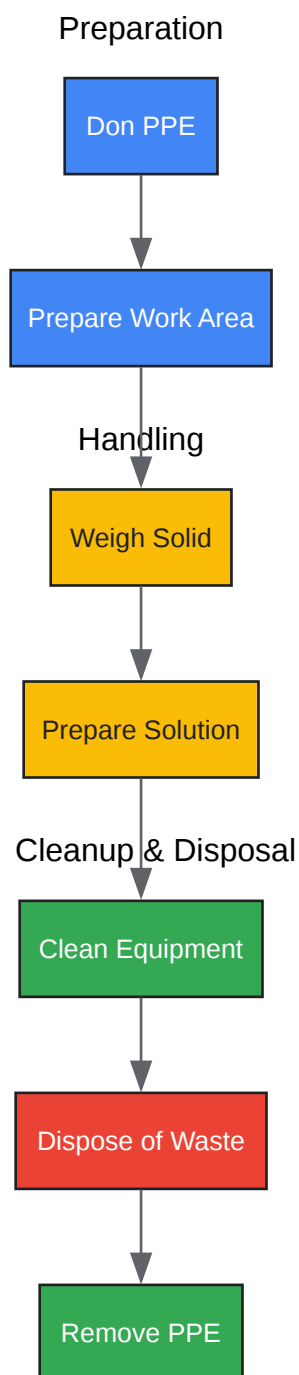 Preparation
Don PPE
Prepare Work Area
Handling
Weigh Solid
Prepare Solution
Cleanup & Disposal
Clean Equipment
Dispose of Waste
Remove PPE